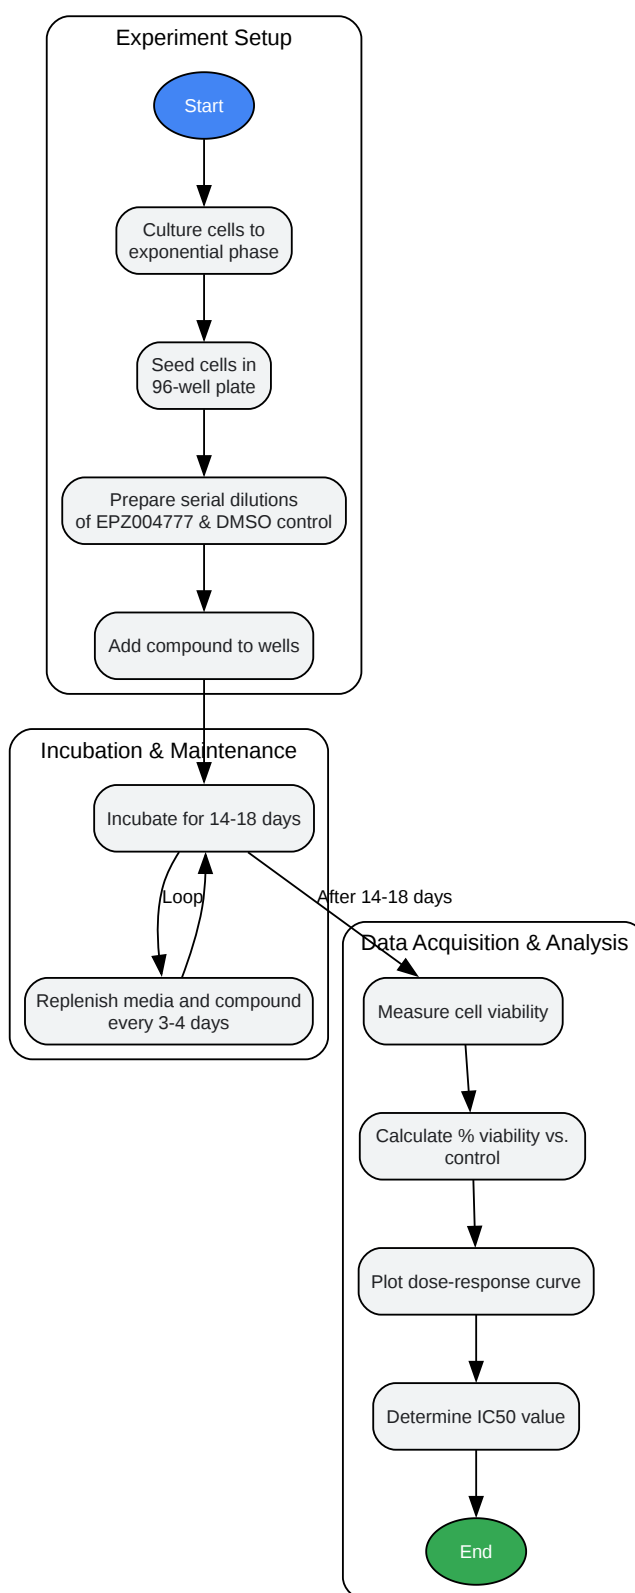 Experiment Setup
Start
Culture cells to
exponential phase
Seed cells in
96-well plate
Prepare serial dilutions
of EPZ004777 & DMSO control
Add compound to wells
Incubation & Maintenance
Incubate for 14-18 days
Loop
After 14-18 days
Replenish media and compound
every 3-4 days
Data Acquisition & Analysis
Measure cell viability
Calculate % viability vs.
control
Plot dose-response curve
Determine IC50 value
End